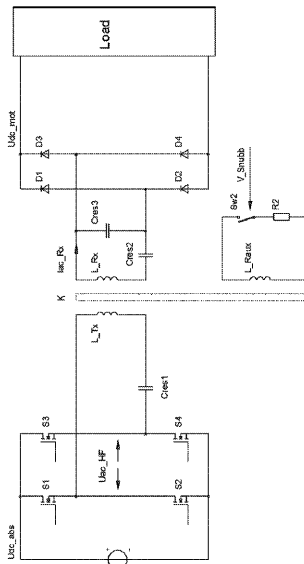 Load
Udc_mot
D3
D4
D1
D2
Cres3
Iac_Rx
L_Rx
Cres2
V_Snubb
Sw2
R2
L_Raux
K
L_Tx
Cres1
S3
S4
Uac_HF
S1
S2
Udc_abs
+
-